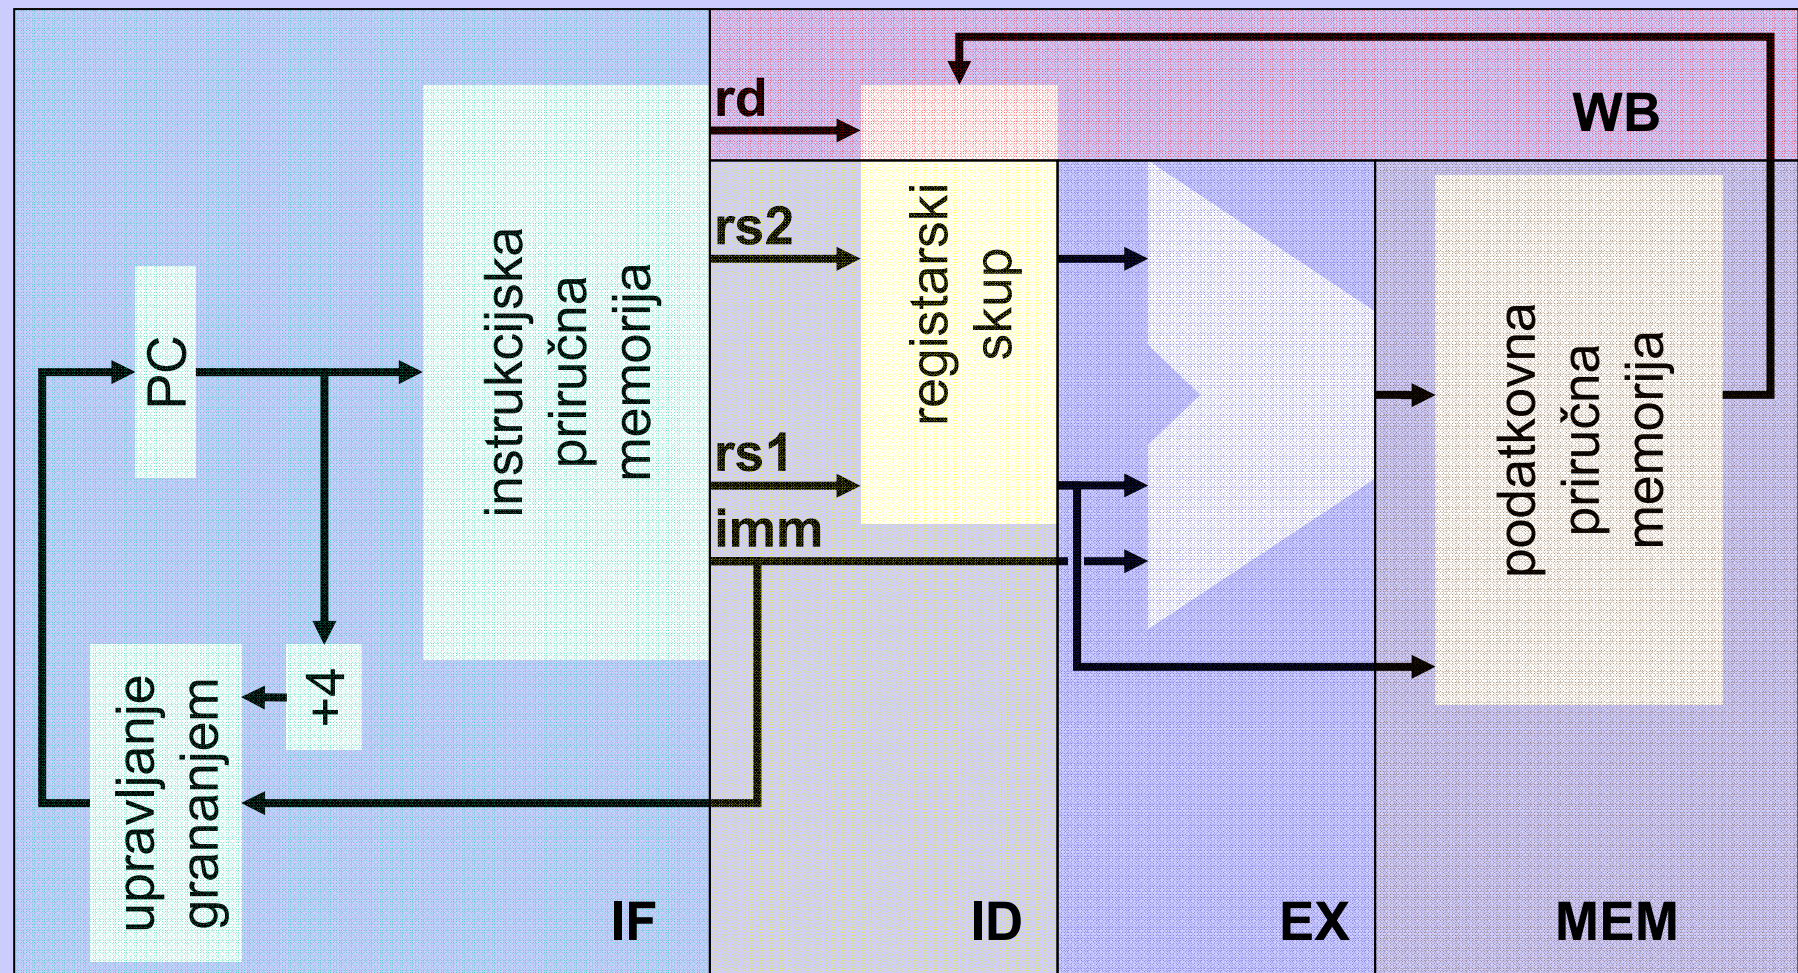 rd
WB
rs2
rs1
imm
PC
instrukcijska
priručna
memorija
registarski
skup
podatkovna
priručna
memorija
+4
upravljanje
grananjem
IF
ID
EX
MEM